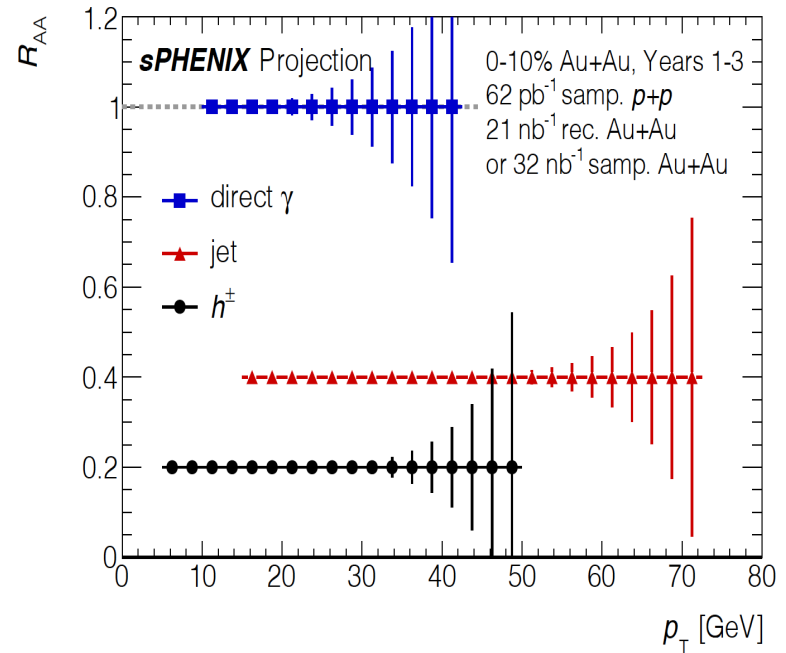 R_AA
1.2
1
0.8
0.6
0.4
0.2
0
sPHENIX Projection
0-10% Au+Au, Years 1-3
62 pb⁻¹ samp. p+p
21 nb⁻¹ rec. Au+Au
or 32 nb⁻¹ samp. Au+Au
direct γ
jet
h±
0 10 20 30 40 50 60 70 80
p_T [GeV]